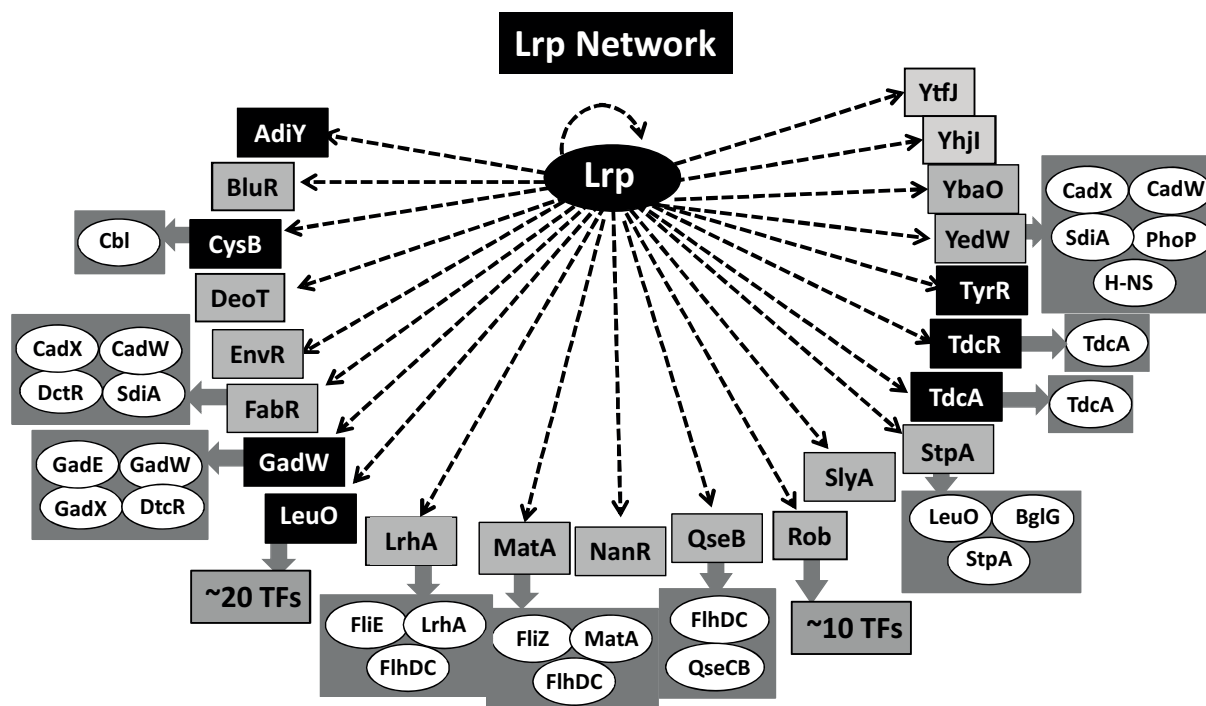 Lrp Network
Lrp
AdiY
BluR
CysB
Cbl
DeoT
EnvR
FabR
CadX
CadW
DctR
SdiA
GadW
GadE
GadW
GadX
DtcR
LeuO
~20 TFs
LrhA
FliE
LrhA
FlhDC
MatA
FliZ
MatA
FlhDC
NanR
QseB
FlhDC
QseCB
Rob
~10 TFs
SlyA
StpA
LeuO
BglG
StpA
TdcA
TdcA
TdcR
TdcA
TyrR
YedW
CadX
CadW
SdiA
PhoP
H-NS
YbaO
YhjI
YtfJ